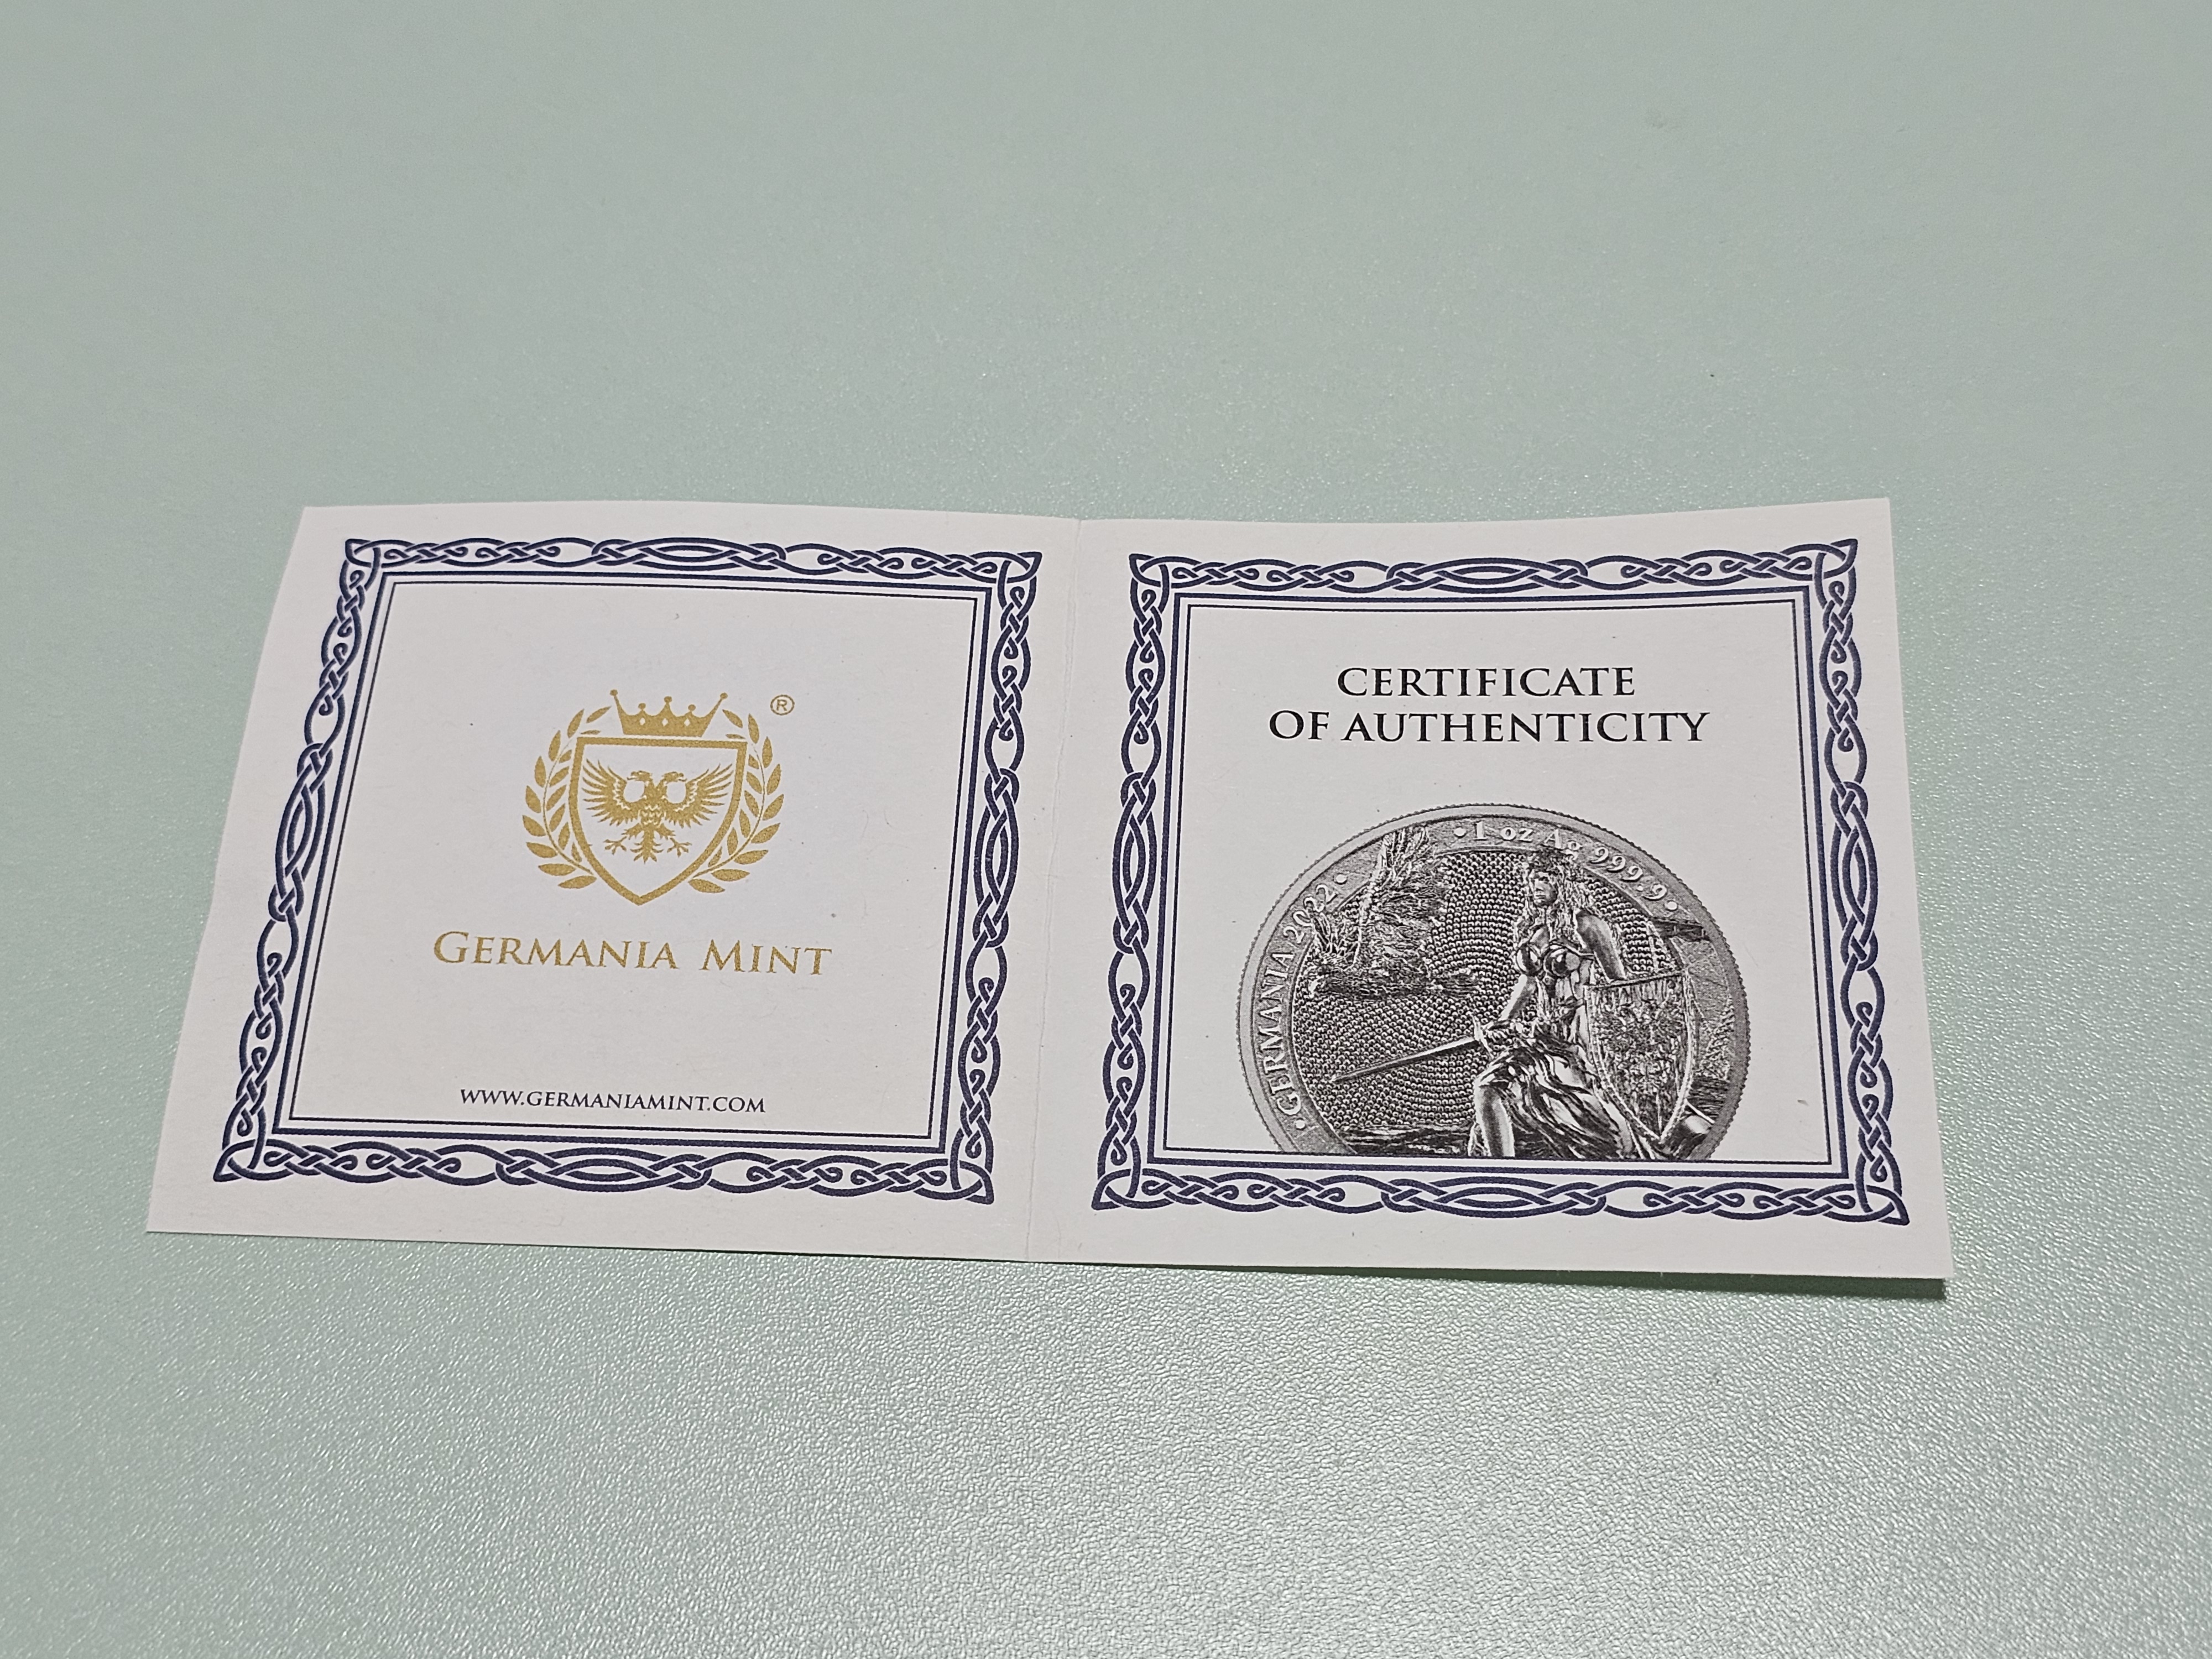 ®
GERMANIA MINT
WWW.GERMANIAMINT.COM
CERTIFICATE
OF AUTHENTICITY
• GERMANIA 2022 • • 1 oz Ag 999.9 •